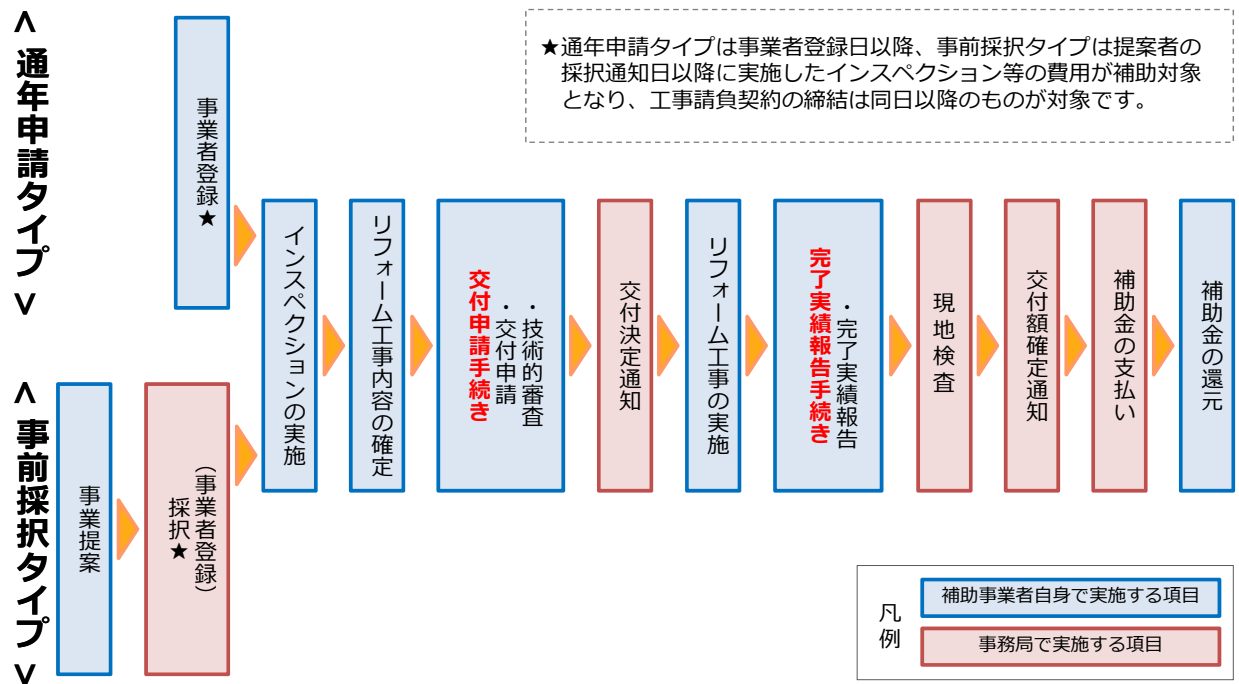 ＜ 通年申請タイプ ＞
★通年申請タイプは事業者登録日以降、事前採択タイプは提案者の
採択通知日以降に実施したインスペクション等の費用が補助対象
となり、工事請負契約の締結は同日以降のものが対象です。
事業者登録★
＜ 事前採択タイプ ＞
事業提案
（事業者登録）
採択★
インスペクションの実施
リフォーム工事内容の確定
・技術的審査
・交付申請
交付申請手続き
交付決定通知
リフォーム工事の実施
・完了実績報告
完了実績報告手続き
現地検査
交付額確定通知
補助金の支払い
補助金の還元
凡例
補助事業者自身で実施する項目
事務局で実施する項目